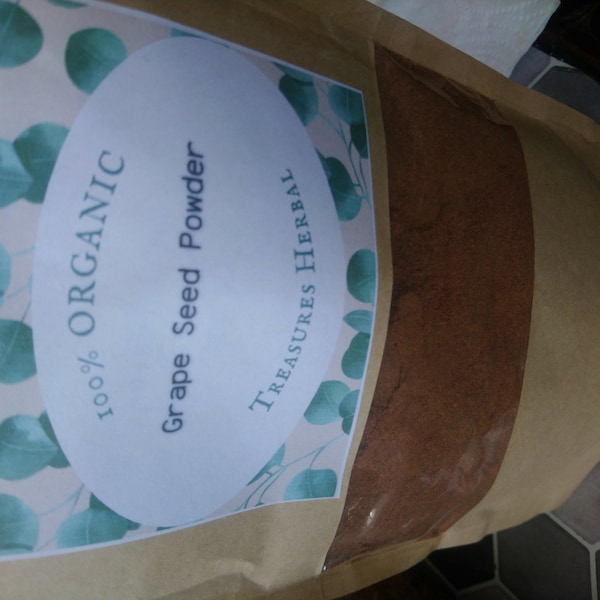 100% ORGANIC
Grape Seed Powder
TREASURES HERBAL